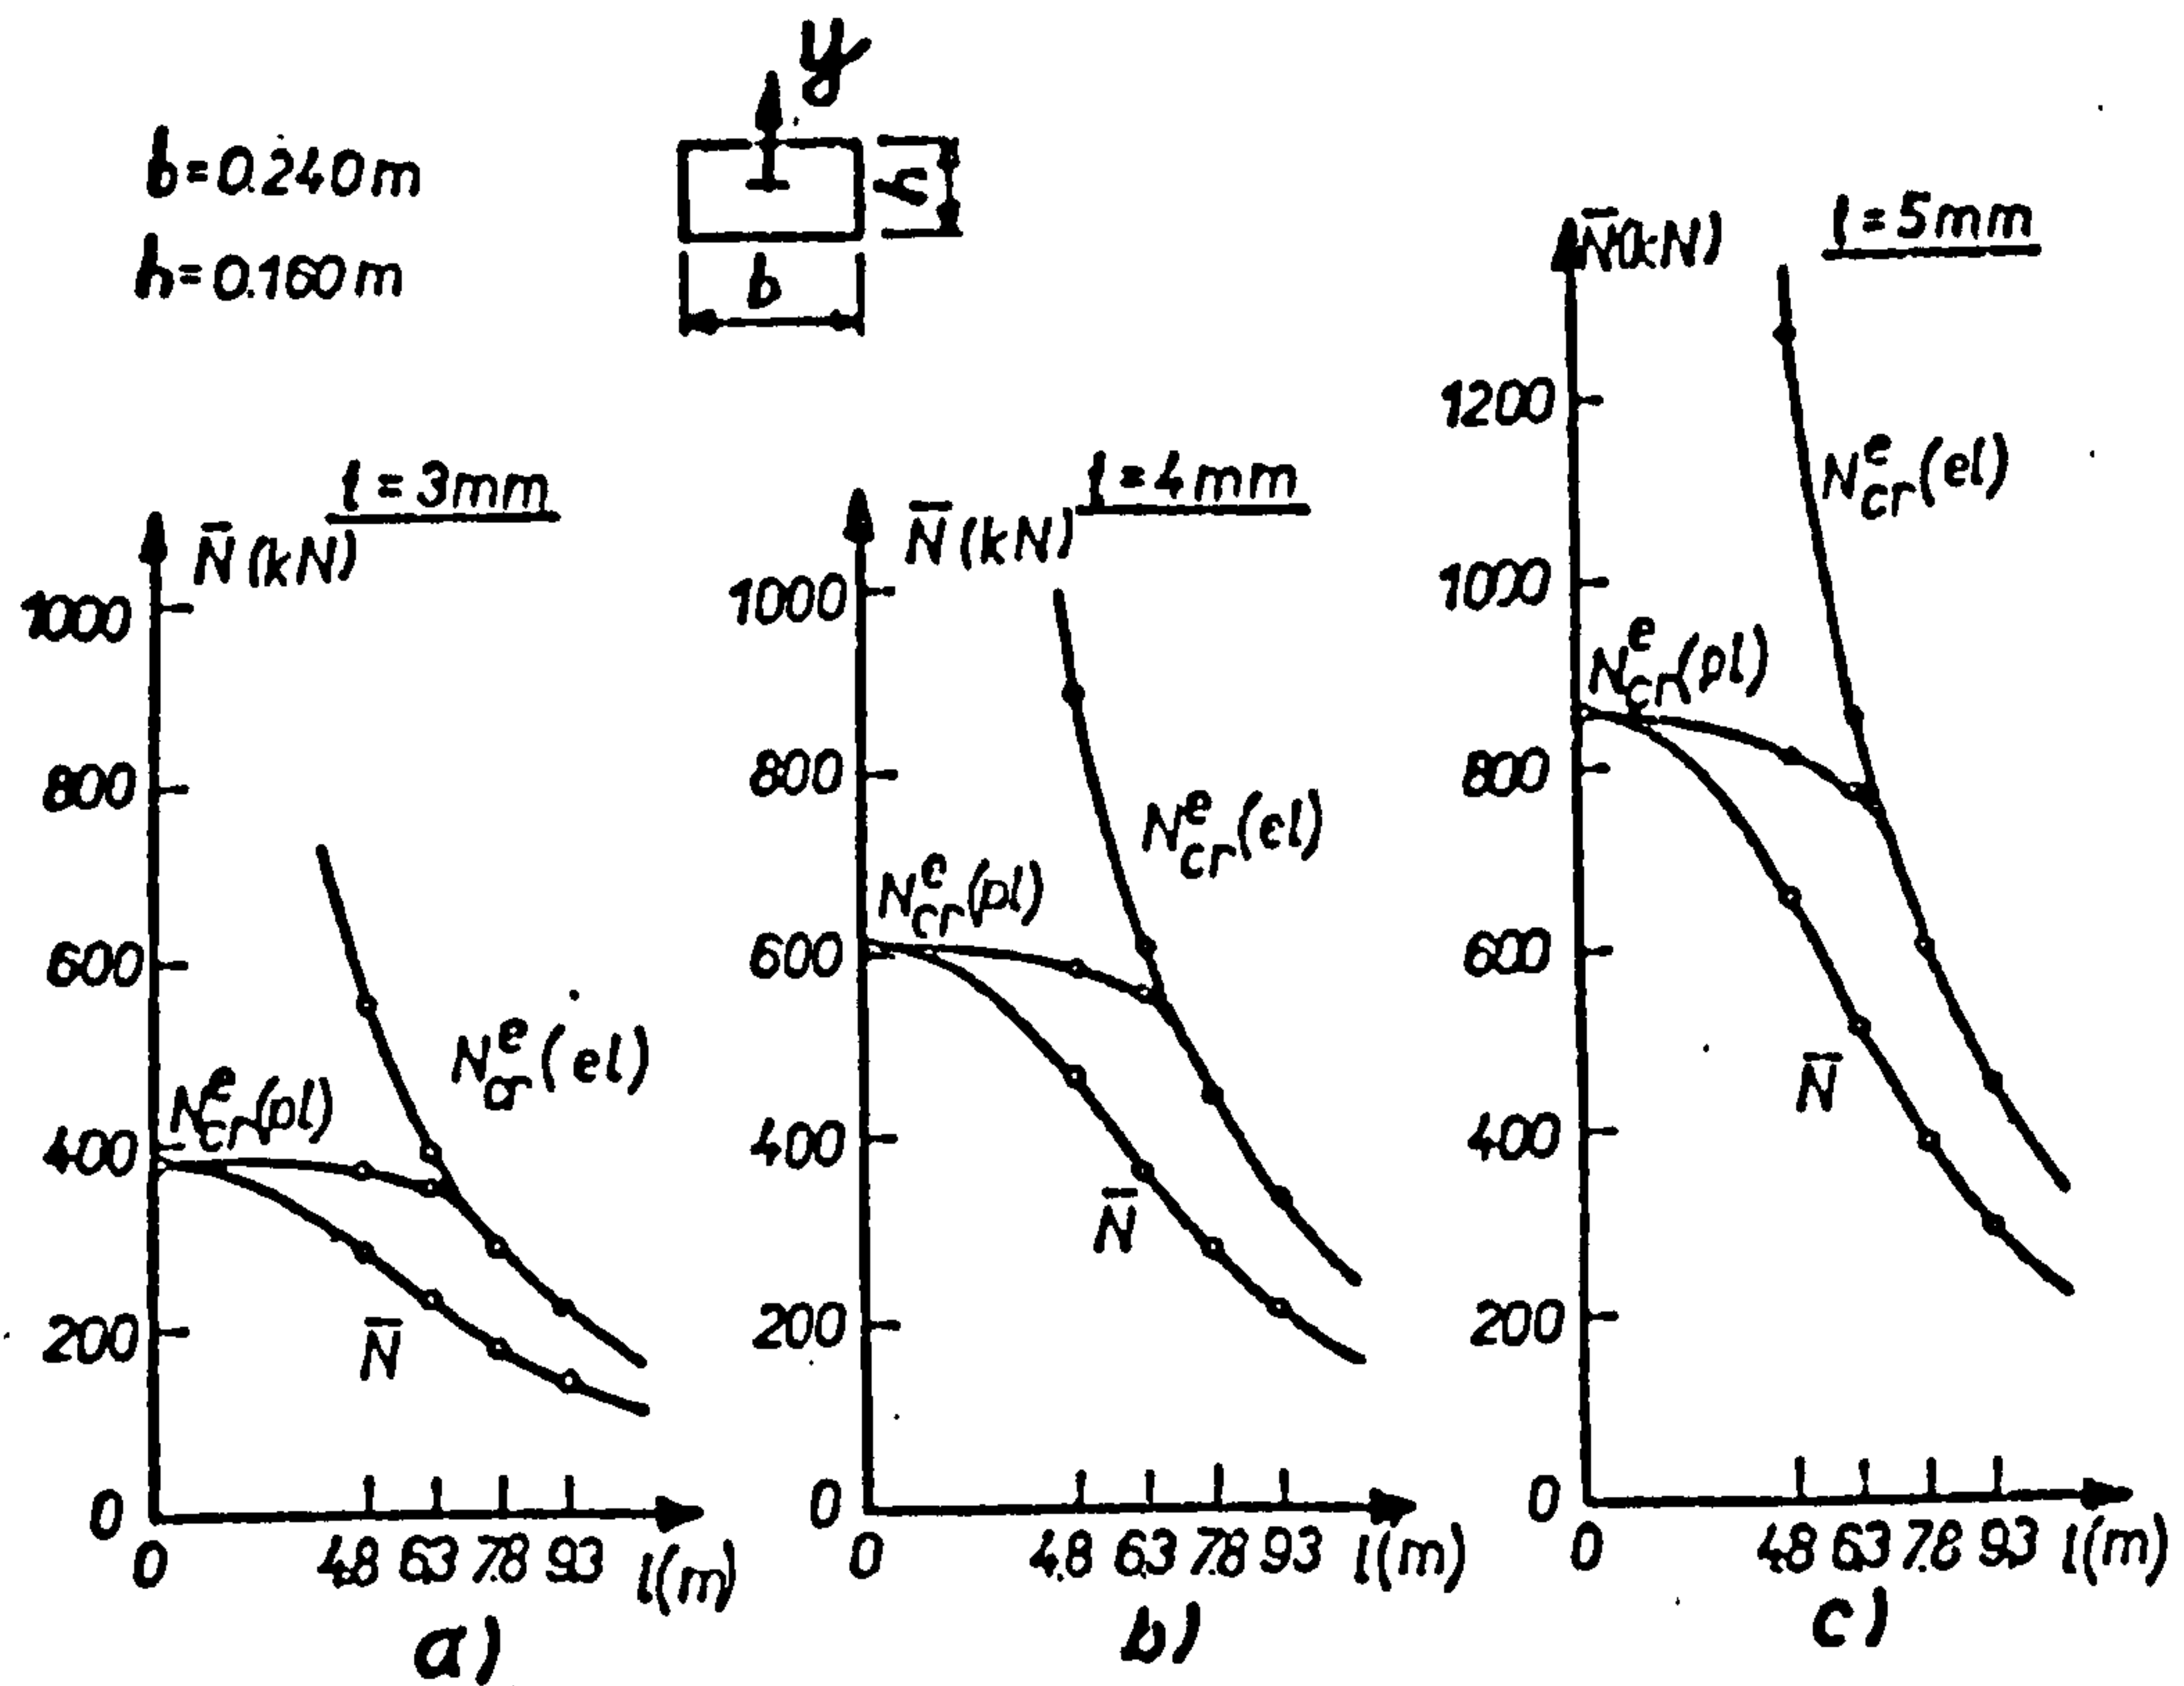 y
b=0.240m
h=0.160m
h
b
t=3mm
N̄(kN)
1000
800
600
400
200
0
N^e_cr(pl)
N^e_cr(el)
N̄
0 4.8 6.3 7.8 9.3 l(m)
a)
t=4mm
N̄(kN)
1000
800
600
400
200
0
N^e_cr(pl)
N^e_cr(el)
N̄
0 4.8 6.3 7.8 9.3 l(m)
b)
t=5mm
N̄(kN)
1200
1000
800
600
400
200
0
N^e_cr(pl)
N^e_cr(el)
N̄
0 4.8 6.3 7.8 9.3 l(m)
c)